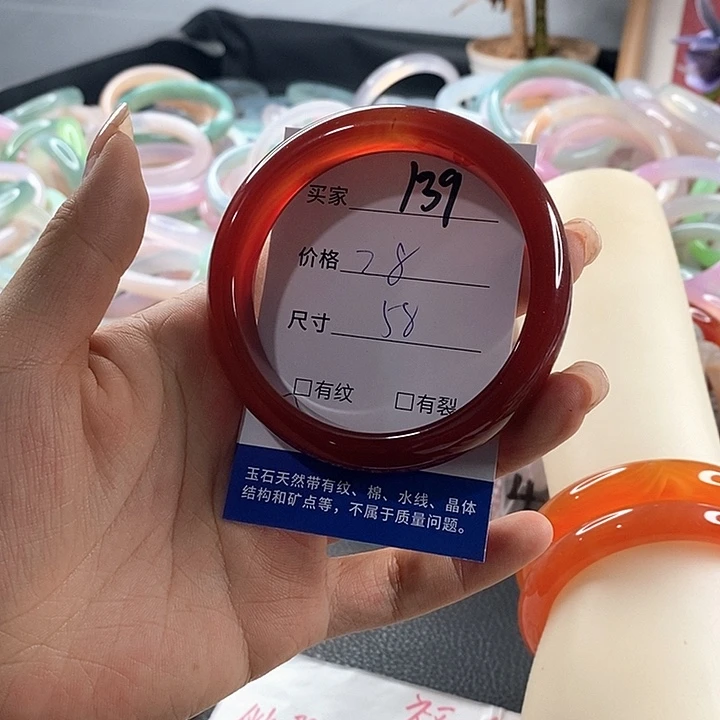 买家 139
价格 28
尺寸 58
□有纹 □有裂
玉石天然带有纹、棉、水线、晶体
结构和矿点等，不属于质量问题。